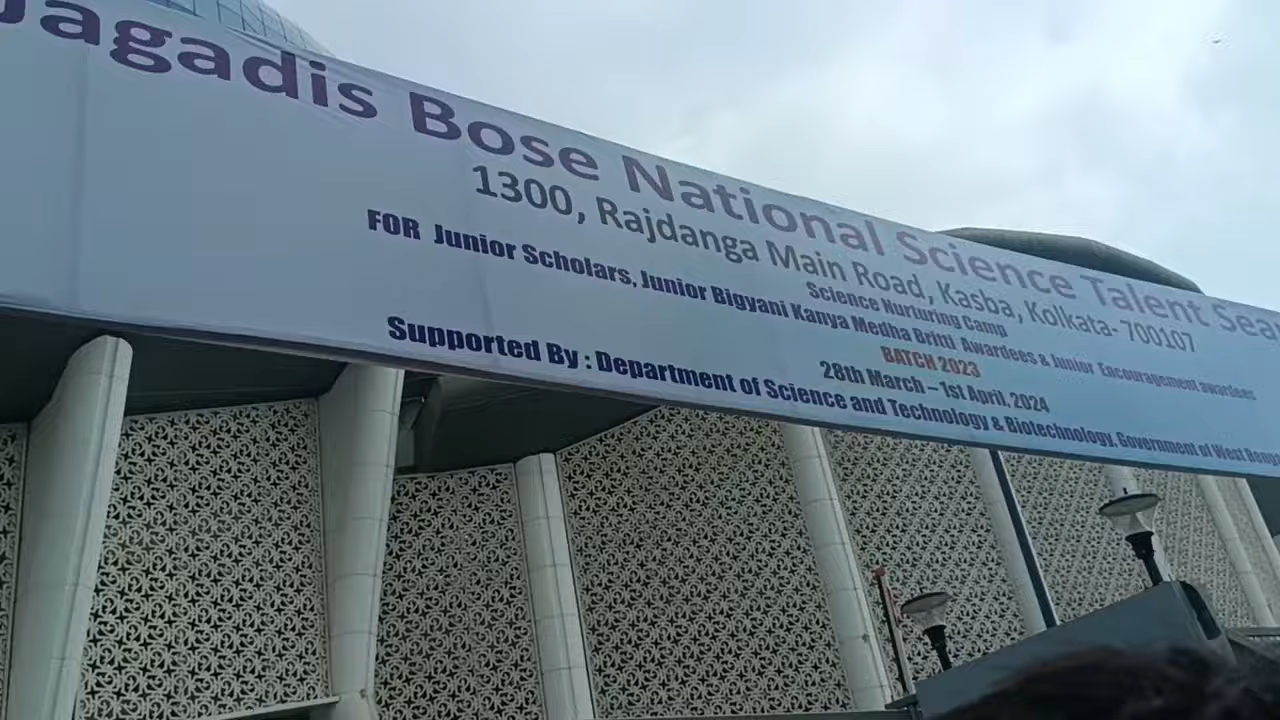 Jagadis Bose National Science Talent Sea
1300, Rajdanga Main Road, Kasba, Kolkata- 700107
Science Nurturing Camp
FOR Junior Scholars, Junior Bigyani Kanya Medha Britti Awardees & Junior Encouragement awardees
BATCH 2023
28th March – 1st April, 2024
Supported By : Department of Science and Technology & Biotechnology, Government of West Benga